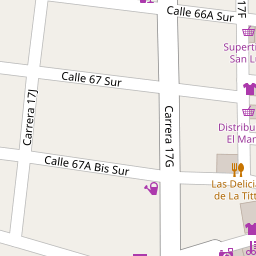 Calle 66A Sur
17F
Supert
San Lu
Calle 67 Sur
Carrera 17J
Carrera 17G
Distribu
El Mar
Calle 67A Bis Sur
Las Delici
de La Titt